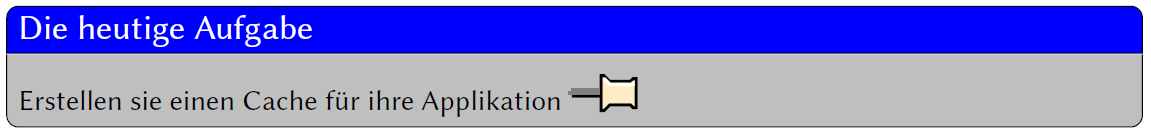 Die heutige Aufgabe
Erstellen sie einen Cache für ihre Applikation